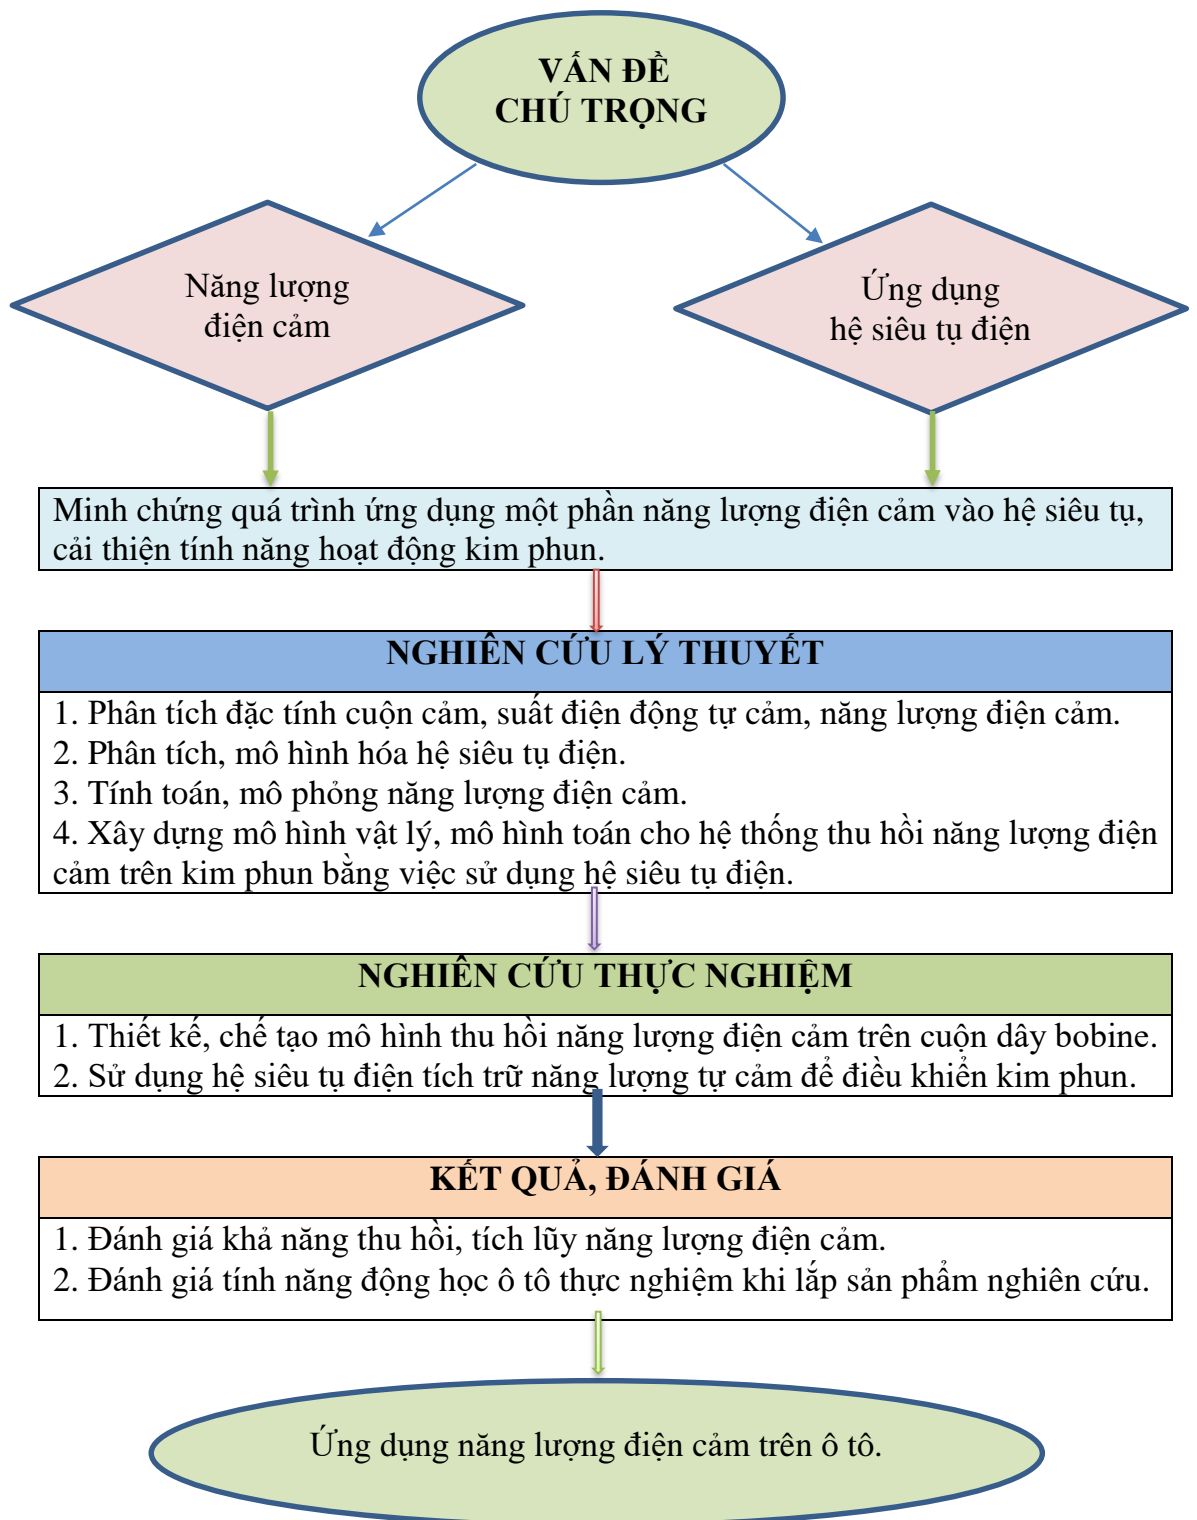 VẤN ĐỀ
CHÚ TRỌNG
Năng lượng
điện cảm
Ứng dụng
hệ siêu tụ điện
Minh chứng quá trình ứng dụng một phần năng lượng điện cảm vào hệ siêu tụ,
cải thiện tính năng hoạt động kim phun.
NGHIÊN CỨU LÝ THUYẾT
1. Phân tích đặc tính cuộn cảm, suất điện động tự cảm, năng lượng điện cảm.
2. Phân tích, mô hình hóa hệ siêu tụ điện.
3. Tính toán, mô phỏng năng lượng điện cảm.
4. Xây dựng mô hình vật lý, mô hình toán cho hệ thống thu hồi năng lượng điện
cảm trên kim phun bằng việc sử dụng hệ siêu tụ điện.
NGHIÊN CỨU THỰC NGHIỆM
1. Thiết kế, chế tạo mô hình thu hồi năng lượng điện cảm trên cuộn dây bobine.
2. Sử dụng hệ siêu tụ điện tích trữ năng lượng tự cảm để điều khiển kim phun.
KẾT QUẢ, ĐÁNH GIÁ
1. Đánh giá khả năng thu hồi, tích lũy năng lượng điện cảm.
2. Đánh giá tính năng động học ô tô thực nghiệm khi lắp sản phẩm nghiên cứu.
Ứng dụng năng lượng điện cảm trên ô tô.